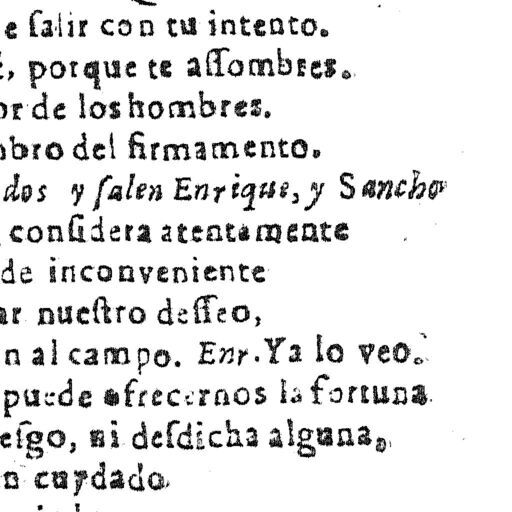 e ſalir con tu intento.
, porque te aſſombres.
or de los hombres.
bro del firmamento.
dos y ſalen Enrique, y Sancho
conſidera atentamente
de inconveniente
ar nueſtro deſſeo,
n al campo. Enr. Ya lo veo.
puede ofrecernos la fortuna
eſgo, ni deſdicha alguna,
n cuydado